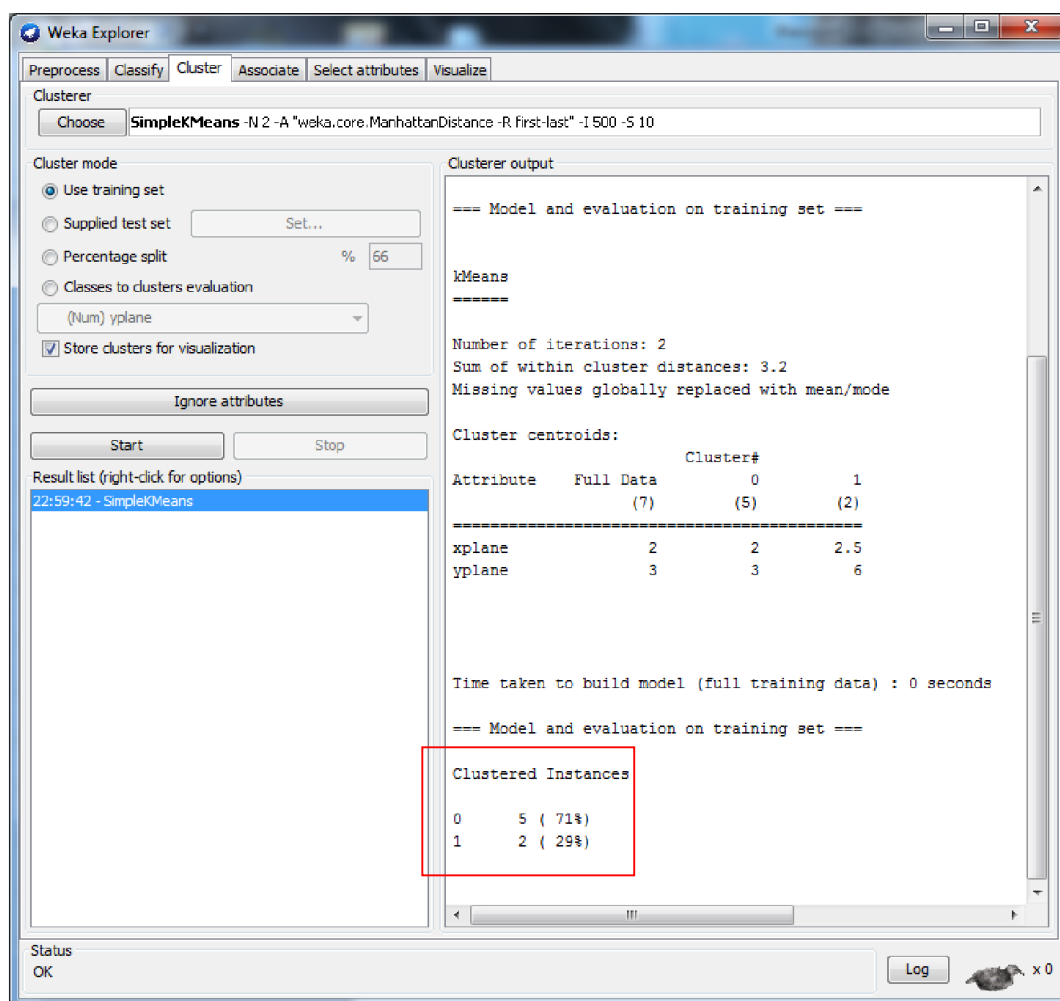 Weka Explorer
Preprocess Classify Cluster Associate Select attributes Visualize
Clusterer
Choose SimpleKMeans -N 2 -A "weka.core.ManhattanDistance -R first-last" -I 500 -S 10
Cluster mode
Use training set
Supplied test set Set...
Percentage split % 66
Classes to clusters evaluation
(Num) yplane
Store clusters for visualization
Ignore attributes
Start Stop
Result list (right-click for options)
22:59:42 - SimpleKMeans
Clusterer output
=== Model and evaluation on training set ===
kMeans
======
Number of iterations: 2
Sum of within cluster distances: 3.2
Missing values globally replaced with mean/mode
Cluster centroids:
Cluster#
Attribute Full Data 0 1
(7) (5) (2)
============================================
xplane 2 2 2.5
yplane 3 3 6
Time taken to build model (full training data) : 0 seconds
=== Model and evaluation on training set ===
Clustered Instances
0 5 ( 71%)
1 2 ( 29%)
Status
OK
Log x 0